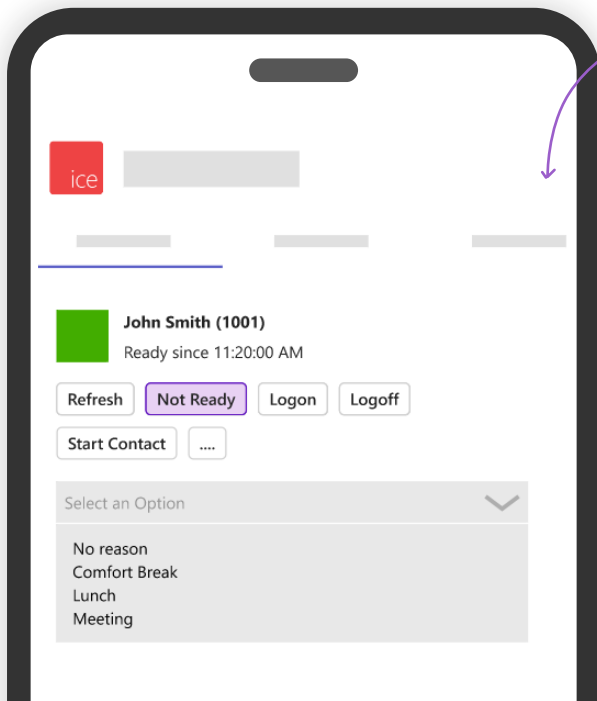 ice
John Smith (1001)
Ready since 11:20:00 AM
Refresh Not Ready Logon Logoff
Start Contact ....
Select an Option
No reason
Comfort Break
Lunch
Meeting